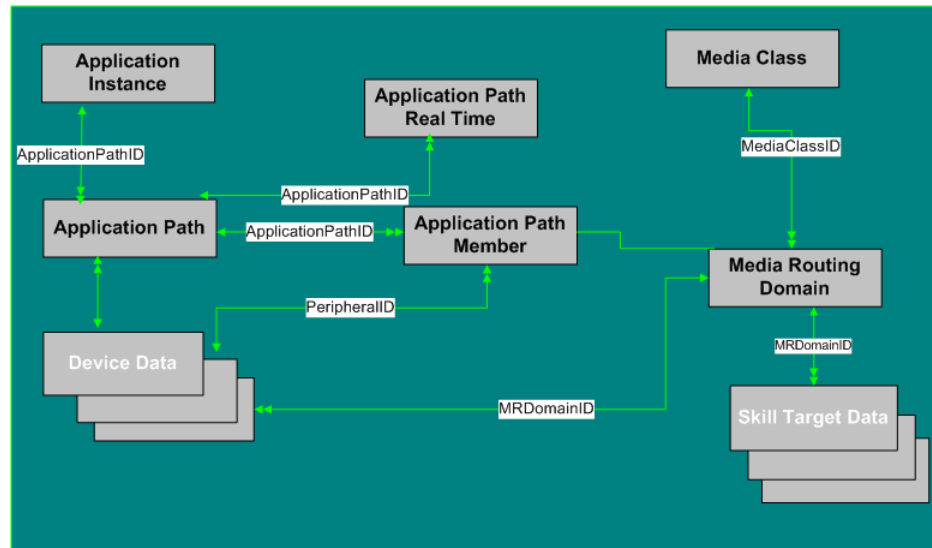 Application
Instance
Media Class
Application Path
Real Time
ApplicationPathID
MediaClassID
ApplicationPathID
Application Path
ApplicationPathID
Application Path
Member
Media Routing
Domain
PeripheralID
MRDomainID
Device Data
MRDomainID
Skill Target Data